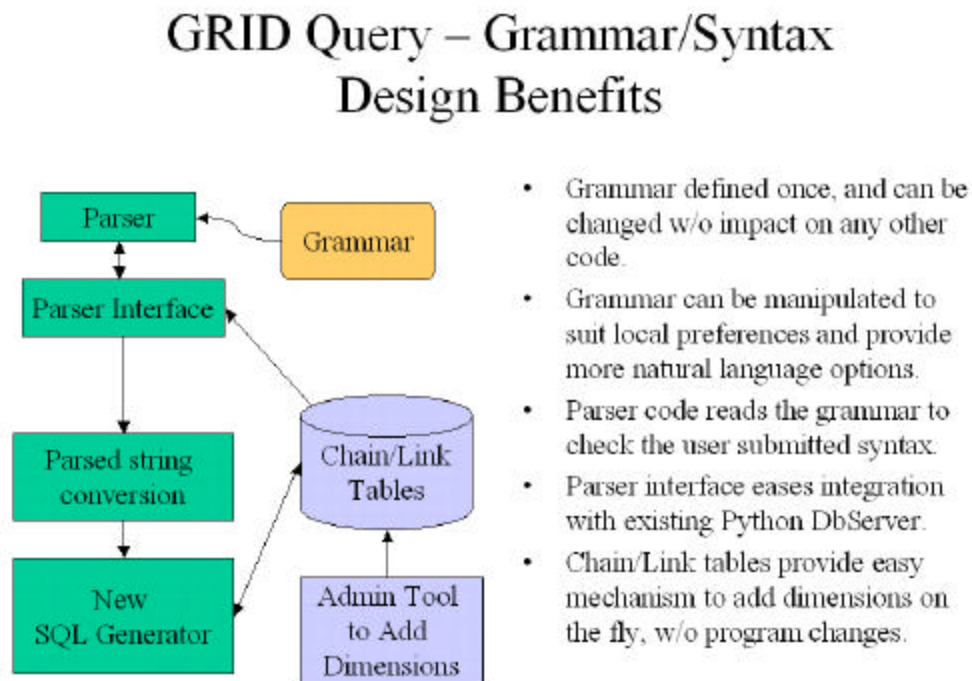 GRID Query – Grammar/Syntax
Design Benefits
Parser
Grammar
Parser Interface
Parsed string
conversion
Chain/Link
Tables
New
SQL Generator
Admin Tool
to Add
Dimensions
• Grammar defined once, and can be
changed w/o impact on any other
code.
• Grammar can be manipulated to
suit local preferences and provide
more natural language options.
• Parser code reads the grammar to
check the user submitted syntax.
• Parser interface eases integration
with existing Python DbServer.
• Chain/Link tables provide easy
mechanism to add dimensions on
the fly, w/o program changes.